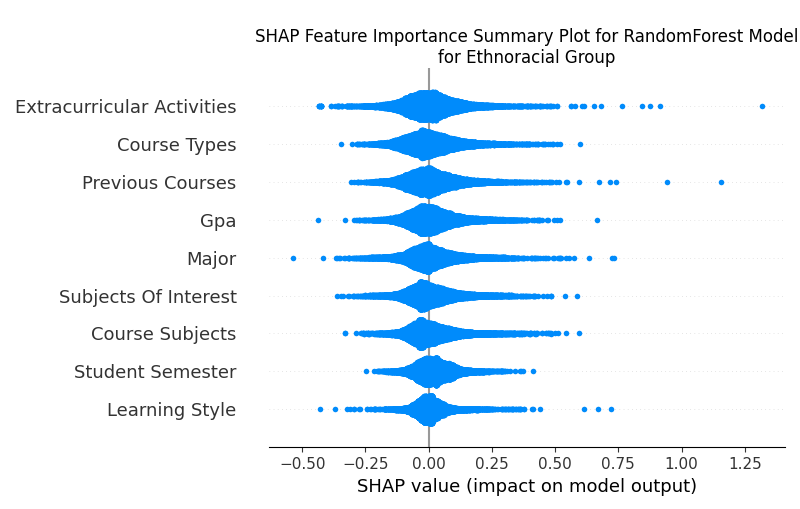 SHAP Feature Importance Summary Plot for RandomForest Model
for Ethnoracial Group
Extracurricular Activities
Course Types
Previous Courses
Gpa
Major
Subjects Of Interest
Course Subjects
Student Semester
Learning Style
−0.50 −0.25 0.00 0.25 0.50 0.75 1.00 1.25
SHAP value (impact on model output)